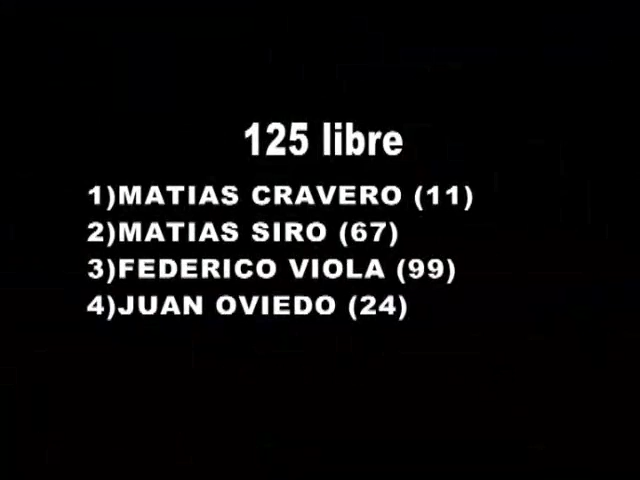 125 libre
1)MATIAS CRAVERO (11)
2)MATIAS SIRO (67)
3)FEDERICO VIOLA (99)
4)JUAN OVIEDO (24)